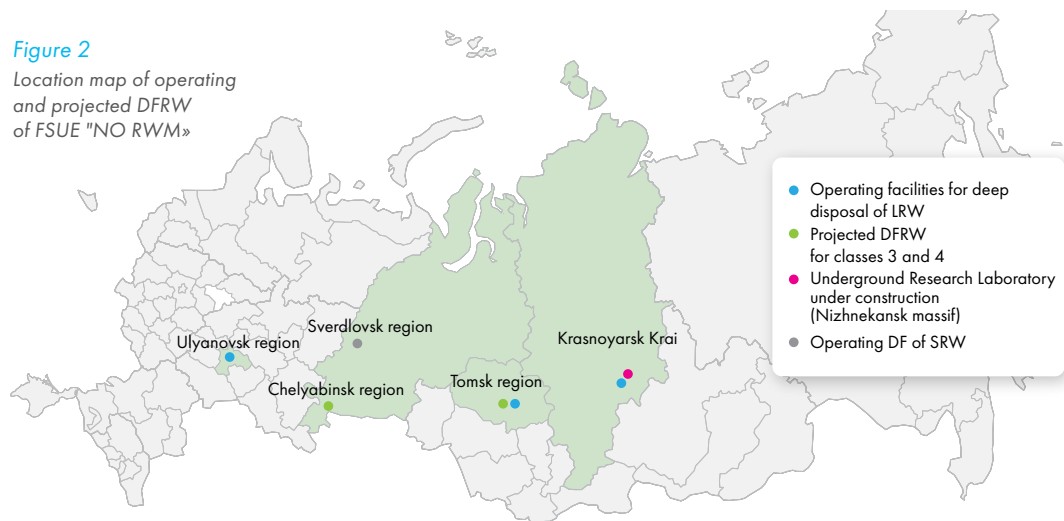 Figure 2
Location map of operating
and projected DFRW
of FSUE "NO RWM»
Operating facilities for deep
disposal of LRW
Projected DFRW
for classes 3 and 4
Underground Research Laboratory
under construction
(Nizhnekansk massif)
Operating DF of SRW
Sverdlovsk region
Ulyanovsk region
Krasnoyarsk Krai
Chelyabinsk region
Tomsk region